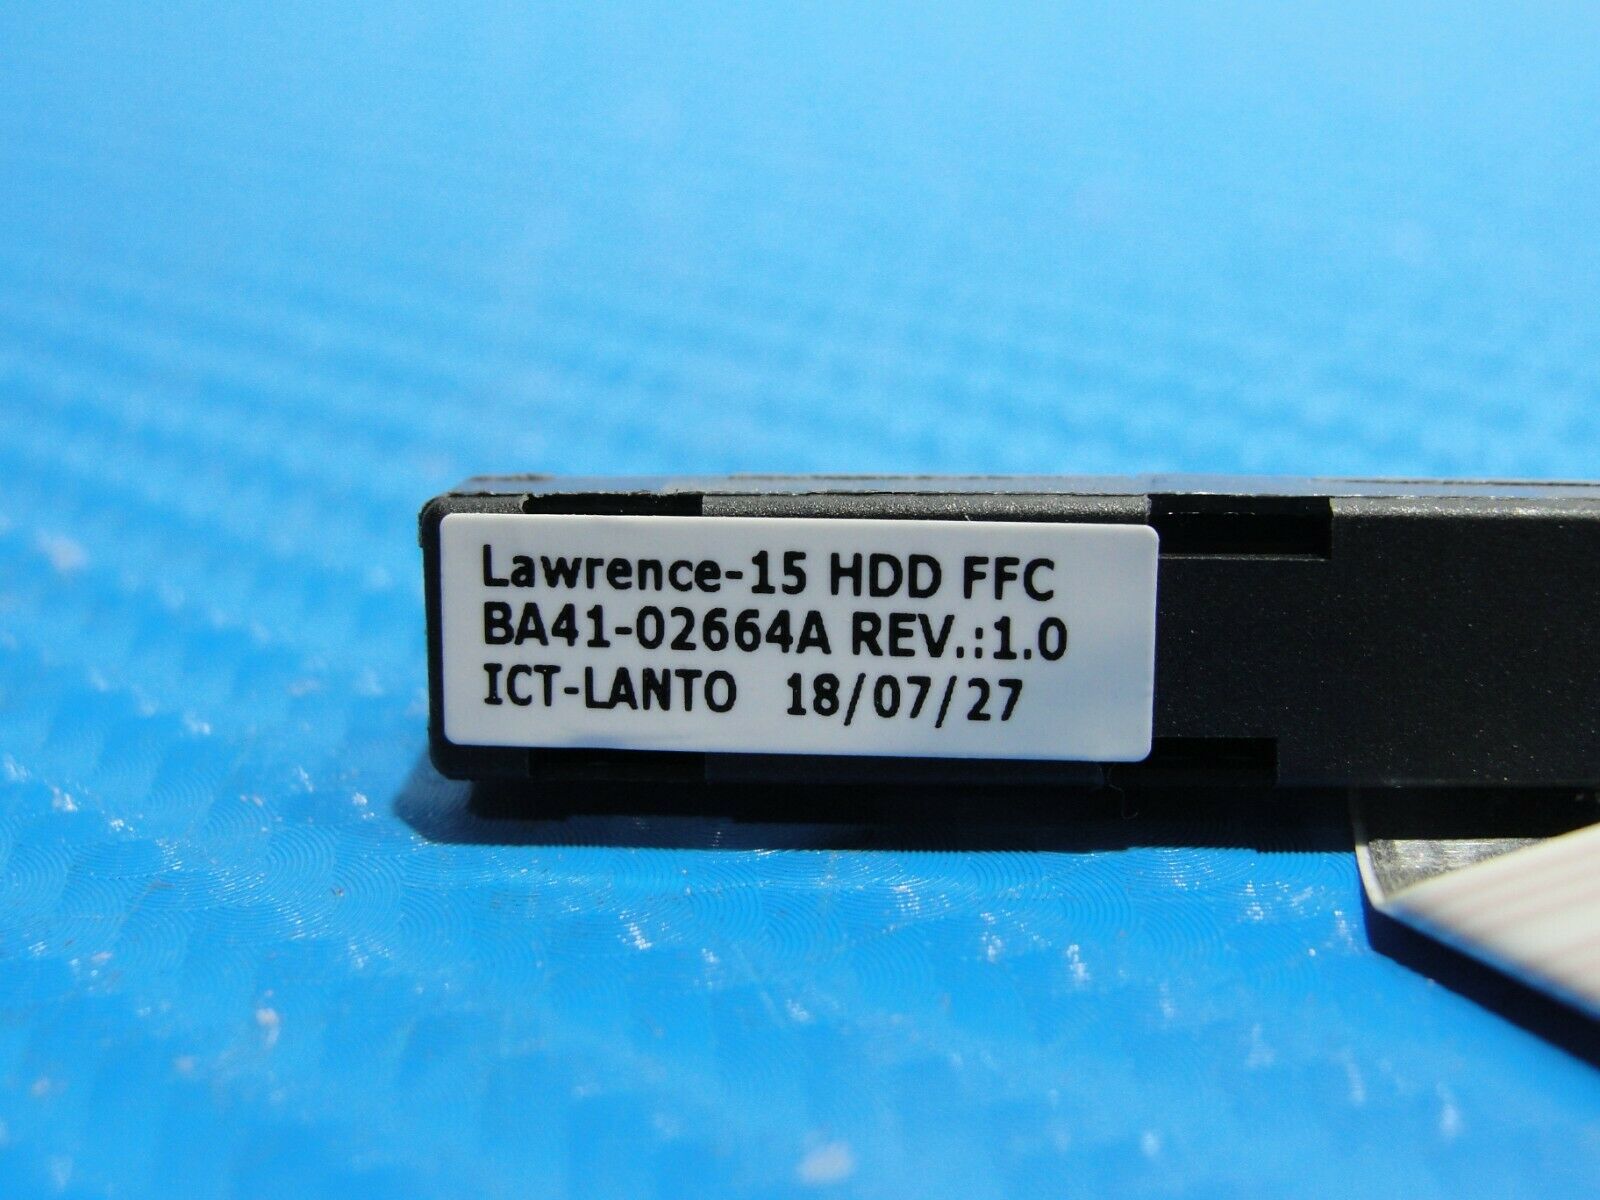 Lawrence-15 HDD FFC
BA41-02664A REV.:1.0
ICT-LANTO 18/07/27